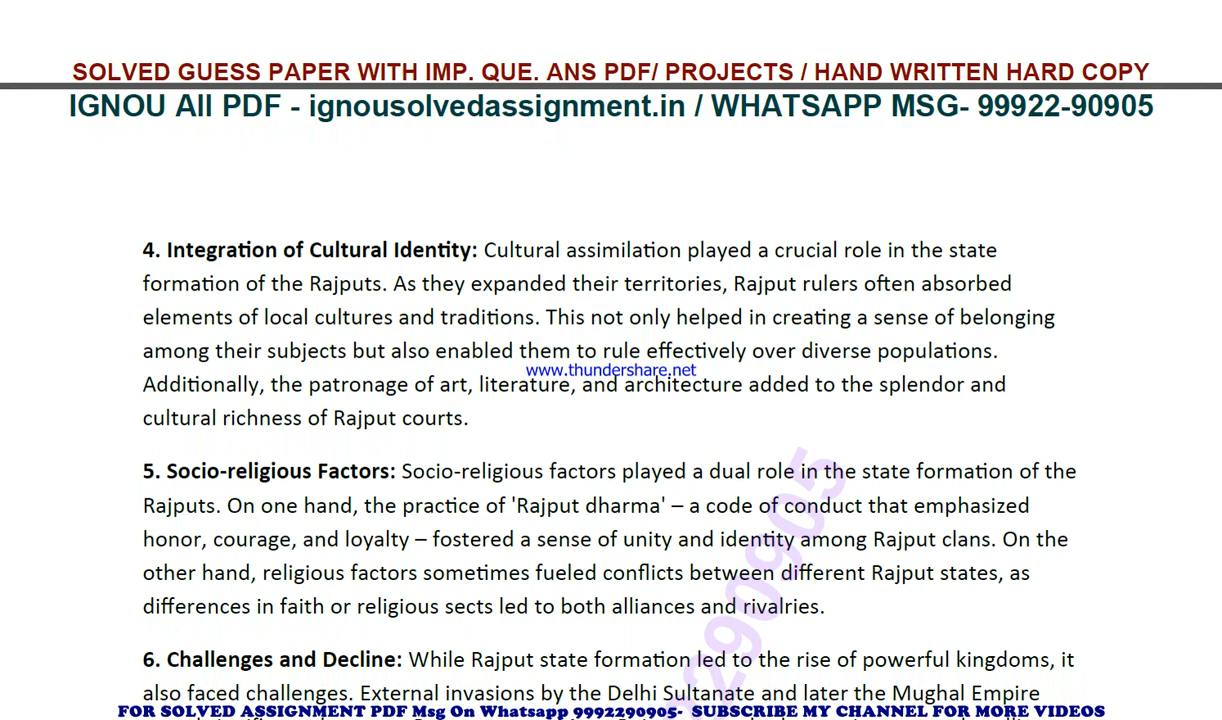 SOLVED GUESS PAPER WITH IMP. QUE. ANS PDF/ PROJECTS / HAND WRITTEN HARD COPY
IGNOU All PDF - ignousolvedassignment.in / WHATSAPP MSG- 99922-90905
4. Integration of Cultural Identity: Cultural assimilation played a crucial role in the state
formation of the Rajputs. As they expanded their territories, Rajput rulers often absorbed
elements of local cultures and traditions. This not only helped in creating a sense of belonging
among their subjects but also enabled them to rule effectively over diverse populations.
www.thundershare.net
Additionally, the patronage of art, literature, and architecture added to the splendor and
cultural richness of Rajput courts.
5. Socio-religious Factors: Socio-religious factors played a dual role in the state formation of the
Rajputs. On one hand, the practice of 'Rajput dharma' – a code of conduct that emphasized
honor, courage, and loyalty – fostered a sense of unity and identity among Rajput clans. On the
other hand, religious factors sometimes fueled conflicts between different Rajput states, as
differences in faith or religious sects led to both alliances and rivalries.
6. Challenges and Decline: While Rajput state formation led to the rise of powerful kingdoms, it
also faced challenges. External invasions by the Delhi Sultanate and later the Mughal Empire
FOR SOLVED ASSIGNMENT PDF Msg On Whatsapp 9992290905- SUBSCRIBE MY CHANNEL FOR MORE VIDEOS